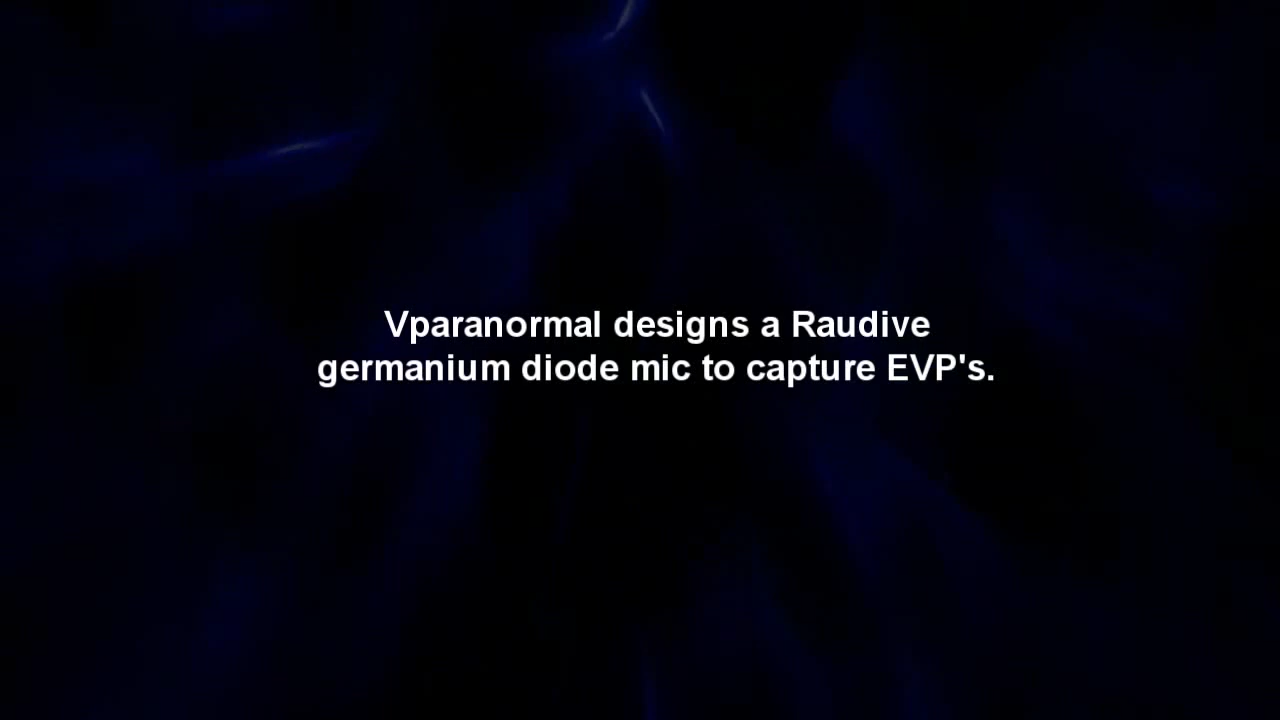 Vparanormal designs a Raudive
germanium diode mic to capture EVP's.